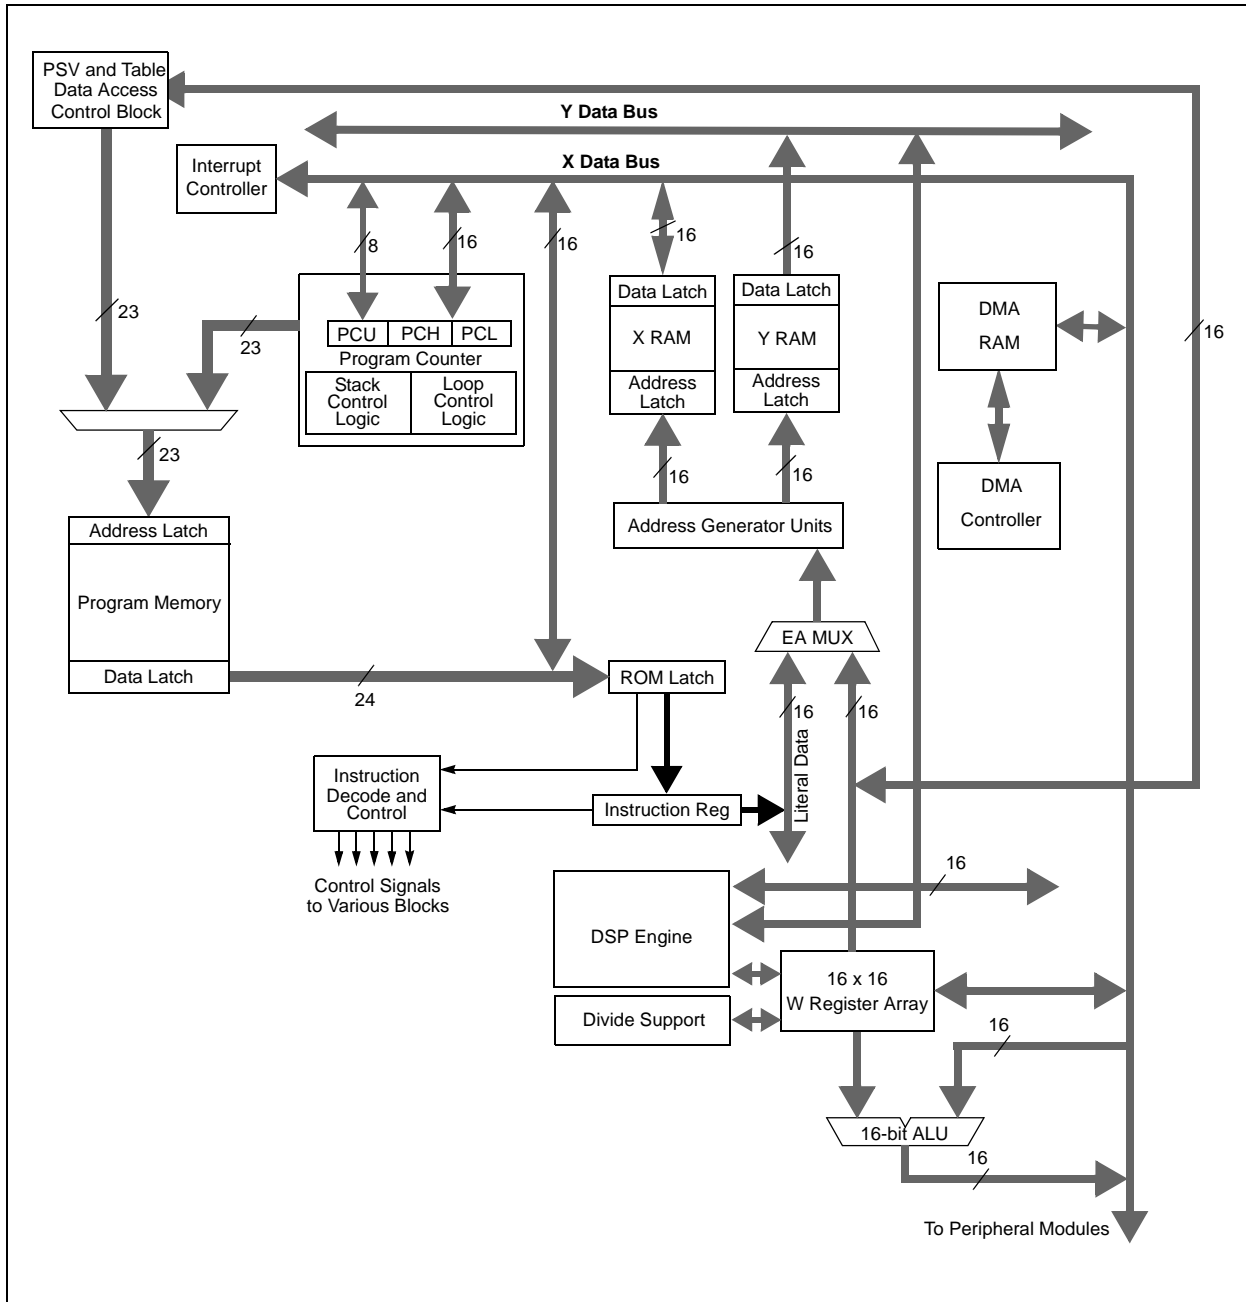 PSV and Table
Data Access
Control Block
Y Data Bus
Interrupt
Controller
X Data Bus
8
16
16
16
16
23
23
16
PCU
PCH
PCL
Program Counter
Stack
Control
Logic
Loop
Control
Logic
Data Latch
X RAM
Address
Latch
Data Latch
Y RAM
Address
Latch
DMA
RAM
23
16
16
DMA
Controller
Address Latch
Program Memory
Data Latch
Address Generator Units
EA MUX
24
ROM Latch
16
16
Literal Data
Instruction
Decode and
Control
Instruction Reg
Control Signals
to Various Blocks
16
DSP Engine
16 x 16
W Register Array
Divide Support
16
16-bit ALU
16
To Peripheral Modules